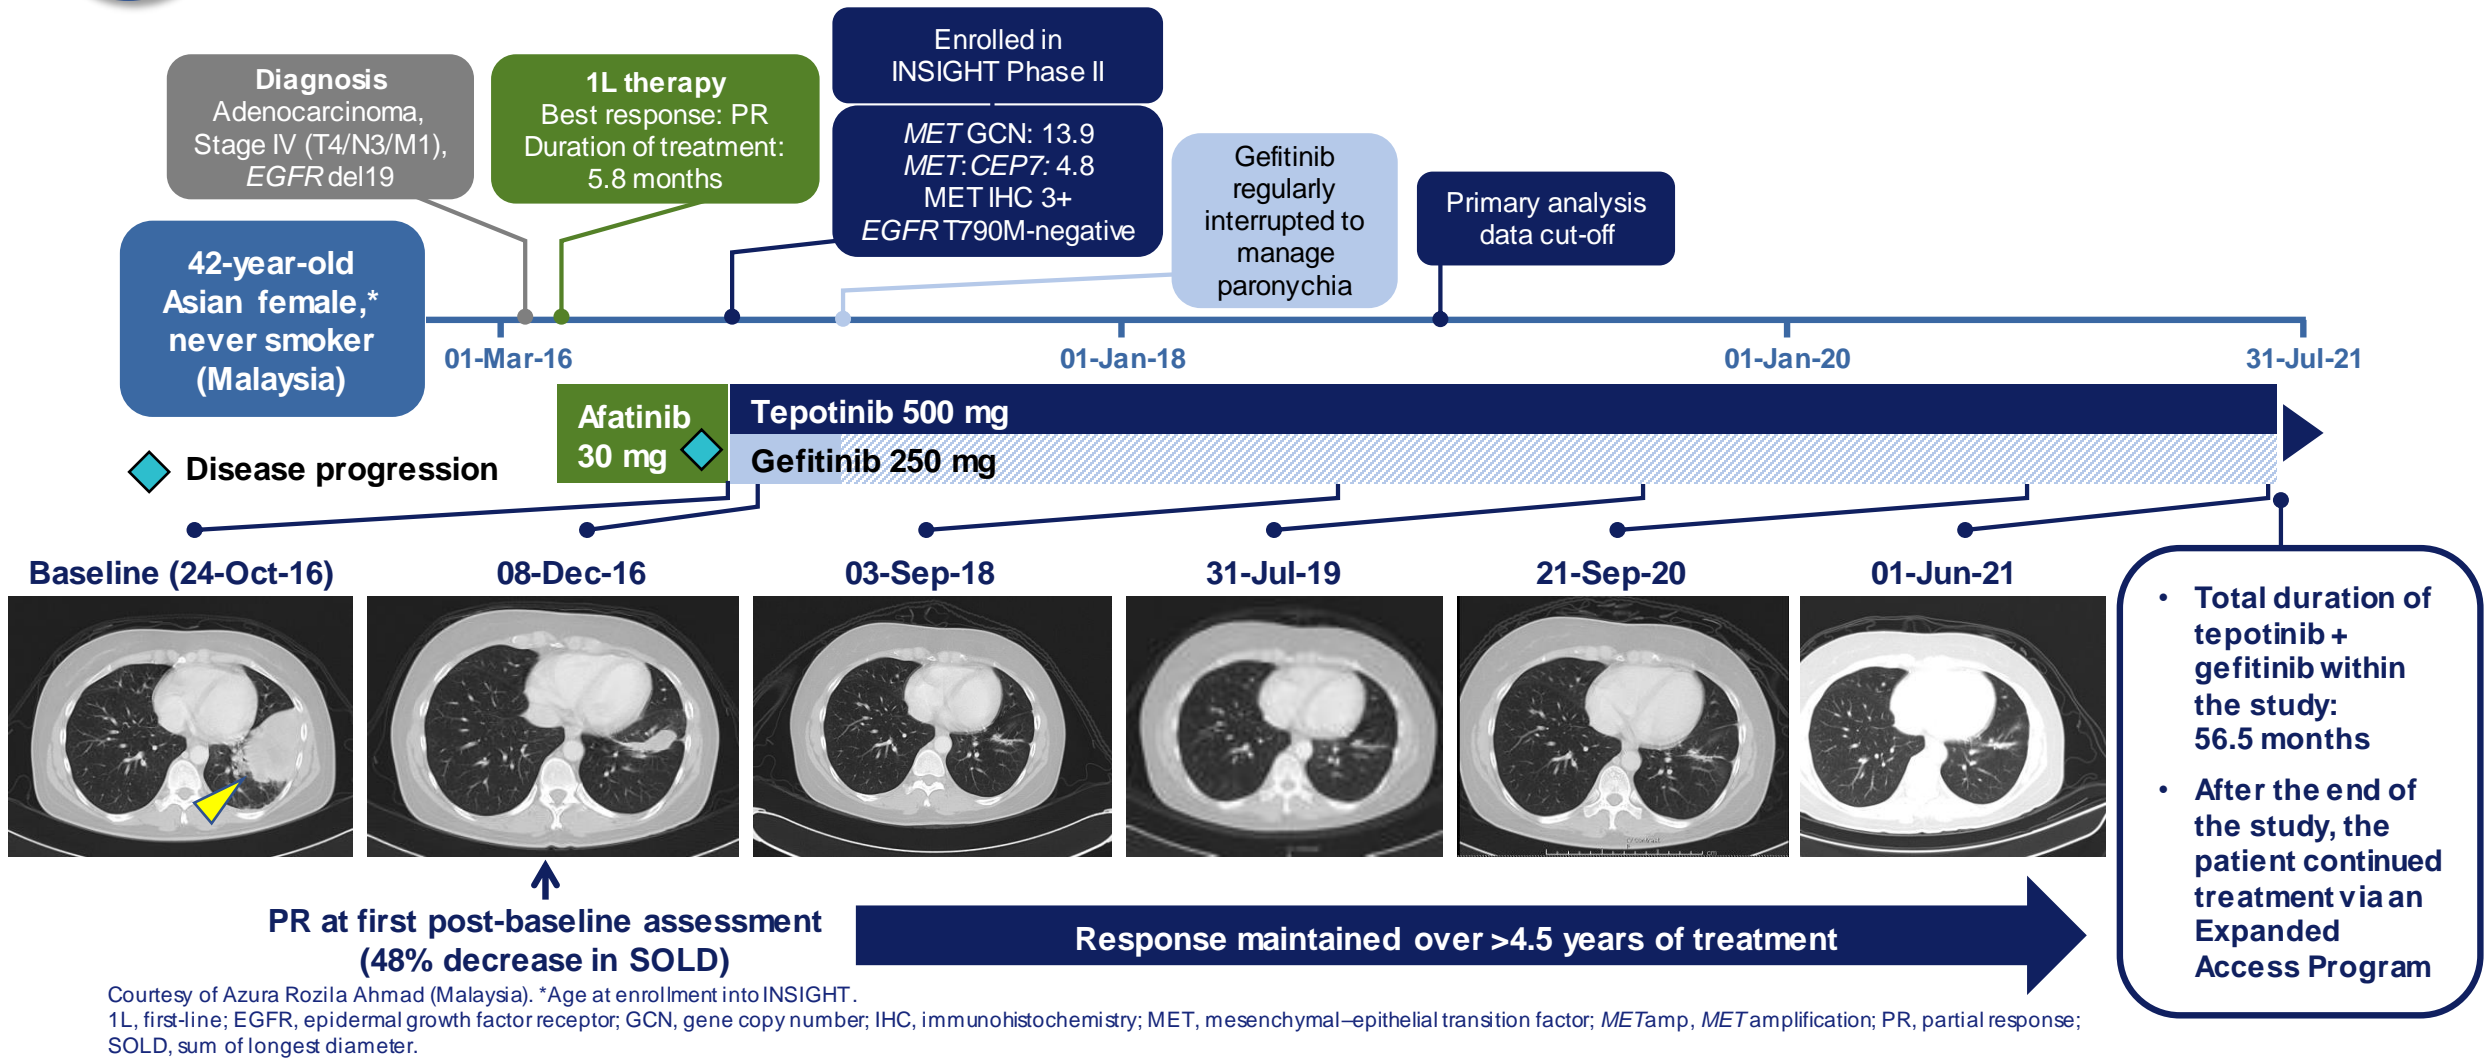 Diagnosis
Adenocarcinoma,
Stage IV (T4/N3/M1),
EGFR del19
1L therapy
Best response: PR
Duration of treatment:
5.8 months
Enrolled in
INSIGHT Phase II
MET GCN: 13.9
MET:CEP7: 4.8
MET IHC 3+
EGFR T790M-negative
Gefitinib
regularly
interrupted to
manage
paronychia
Primary analysis
data cut-off
42-year-old
Asian female,*
never smoker
(Malaysia)
01-Mar-16
01-Jan-18
01-Jan-20
31-Jul-21
Afatinib
30 mg
Tepotinib 500 mg
Gefitinib 250 mg
Disease progression
Baseline (24-Oct-16)
08-Dec-16
03-Sep-18
31-Jul-19
21-Sep-20
01-Jun-21
• Total duration of
tepotinib +
gefitinib within
the study:
56.5 months
• After the end of
the study, the
patient continued
treatment via an
Expanded
Access Program
PR at first post-baseline assessment
(48% decrease in SOLD)
Response maintained over >4.5 years of treatment
Courtesy of Azura Rozila Ahmad (Malaysia). *Age at enrollment into INSIGHT.
1L, first-line; EGFR, epidermal growth factor receptor; GCN, gene copy number; IHC, immunohistochemistry; MET, mesenchymal–epithelial transition factor; METamp, MET amplification; PR, partial response;
SOLD, sum of longest diameter.